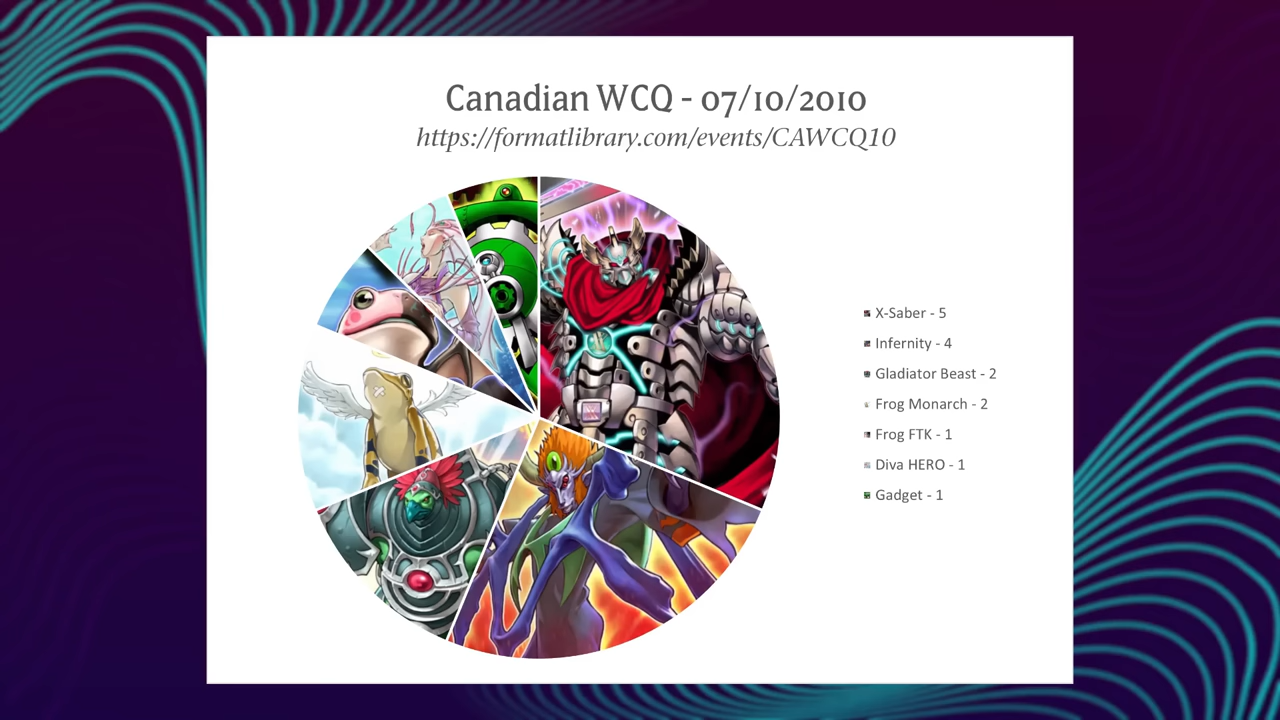 Canadian WCQ - 07/10/2010
https://formatlibrary.com/events/CAWCQ10
X-Saber - 5
Infernity - 4
Gladiator Beast - 2
Frog Monarch - 2
Frog FTK - 1
Diva HERO - 1
Gadget - 1